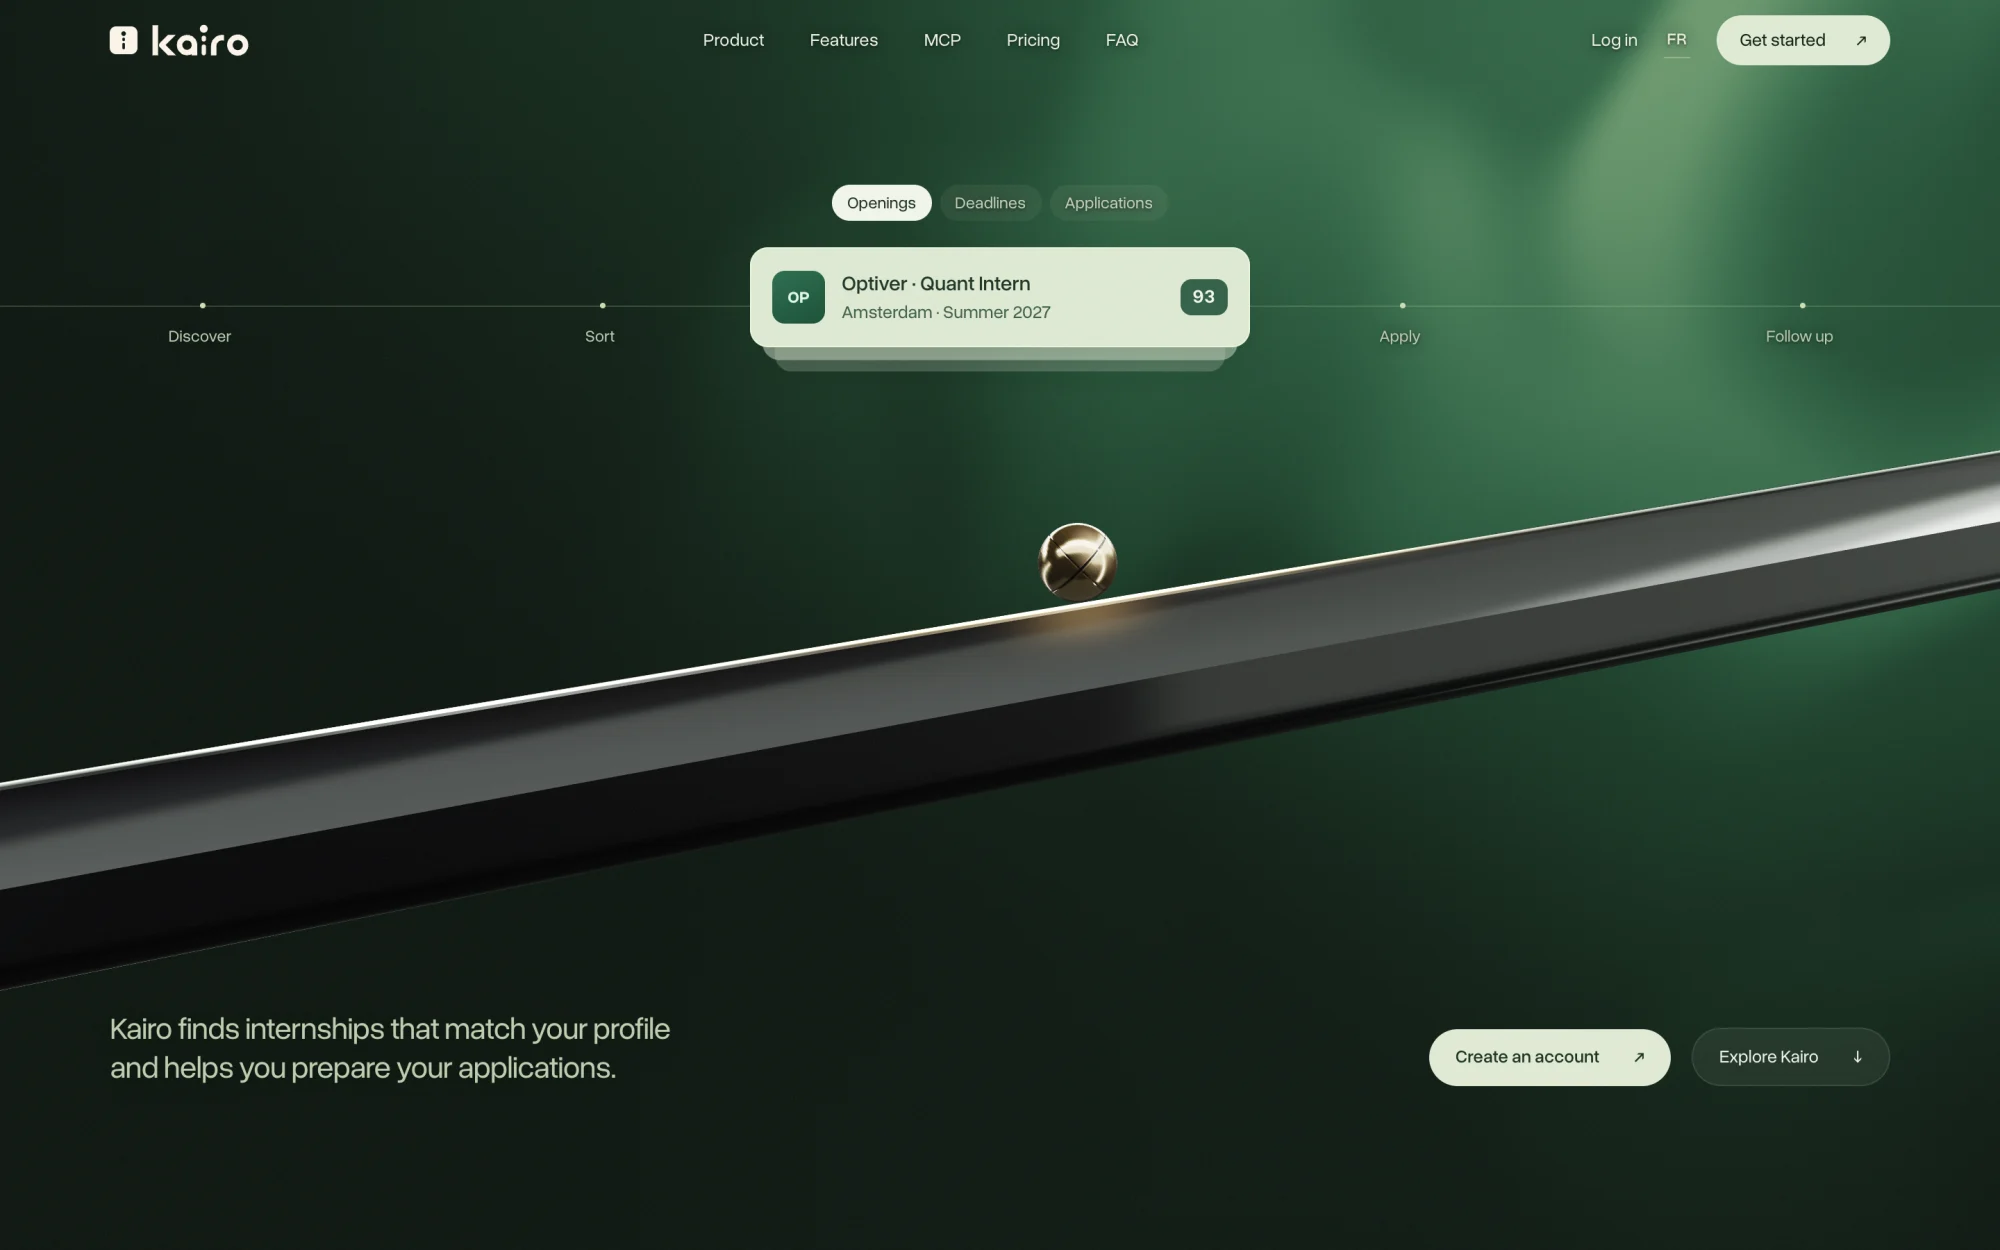 kairo
Product
Features
MCP
Pricing
FAQ
Log in
FR
Get started
Openings
Deadlines
Applications
OP
Optiver · Quant Intern
Amsterdam · Summer 2027
93
Discover
Sort
Apply
Follow up
Kairo finds internships that match your profile
and helps you prepare your applications.
Create an account
Explore Kairo